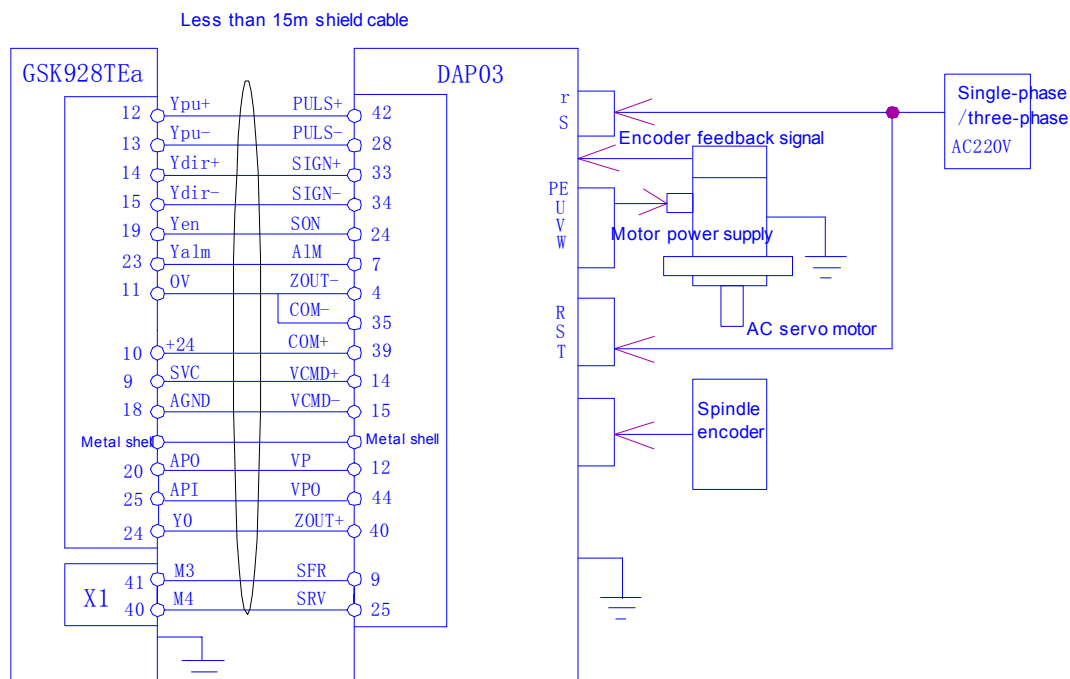 Less than 15m shield cable
GSK928TEa
DAP03
12 Ypu+ PULS+ 42
13 Ypu- PULS- 28
14 Ydir+ SIGN+ 33
15 Ydir- SIGN- 34
19 Yen SON 24
23 Yalm AlM 7
11 0V ZOUT- 4
COM- 35
10 +24 COM+ 39
9 SVC VCMD+ 14
18 AGND VCMD- 15
Metal shell Metal shell
20 APO VP 12
25 API VPO 44
24 Y0 ZOUT+ 40
X1
41 M3 SFR 9
40 M4 SRV 25
r
S
Encoder feedback signal
PE
U
V
W
Motor power supply
R
S
T
AC servo motor
Spindle
encoder
Single-phase
/three-phase
AC220V